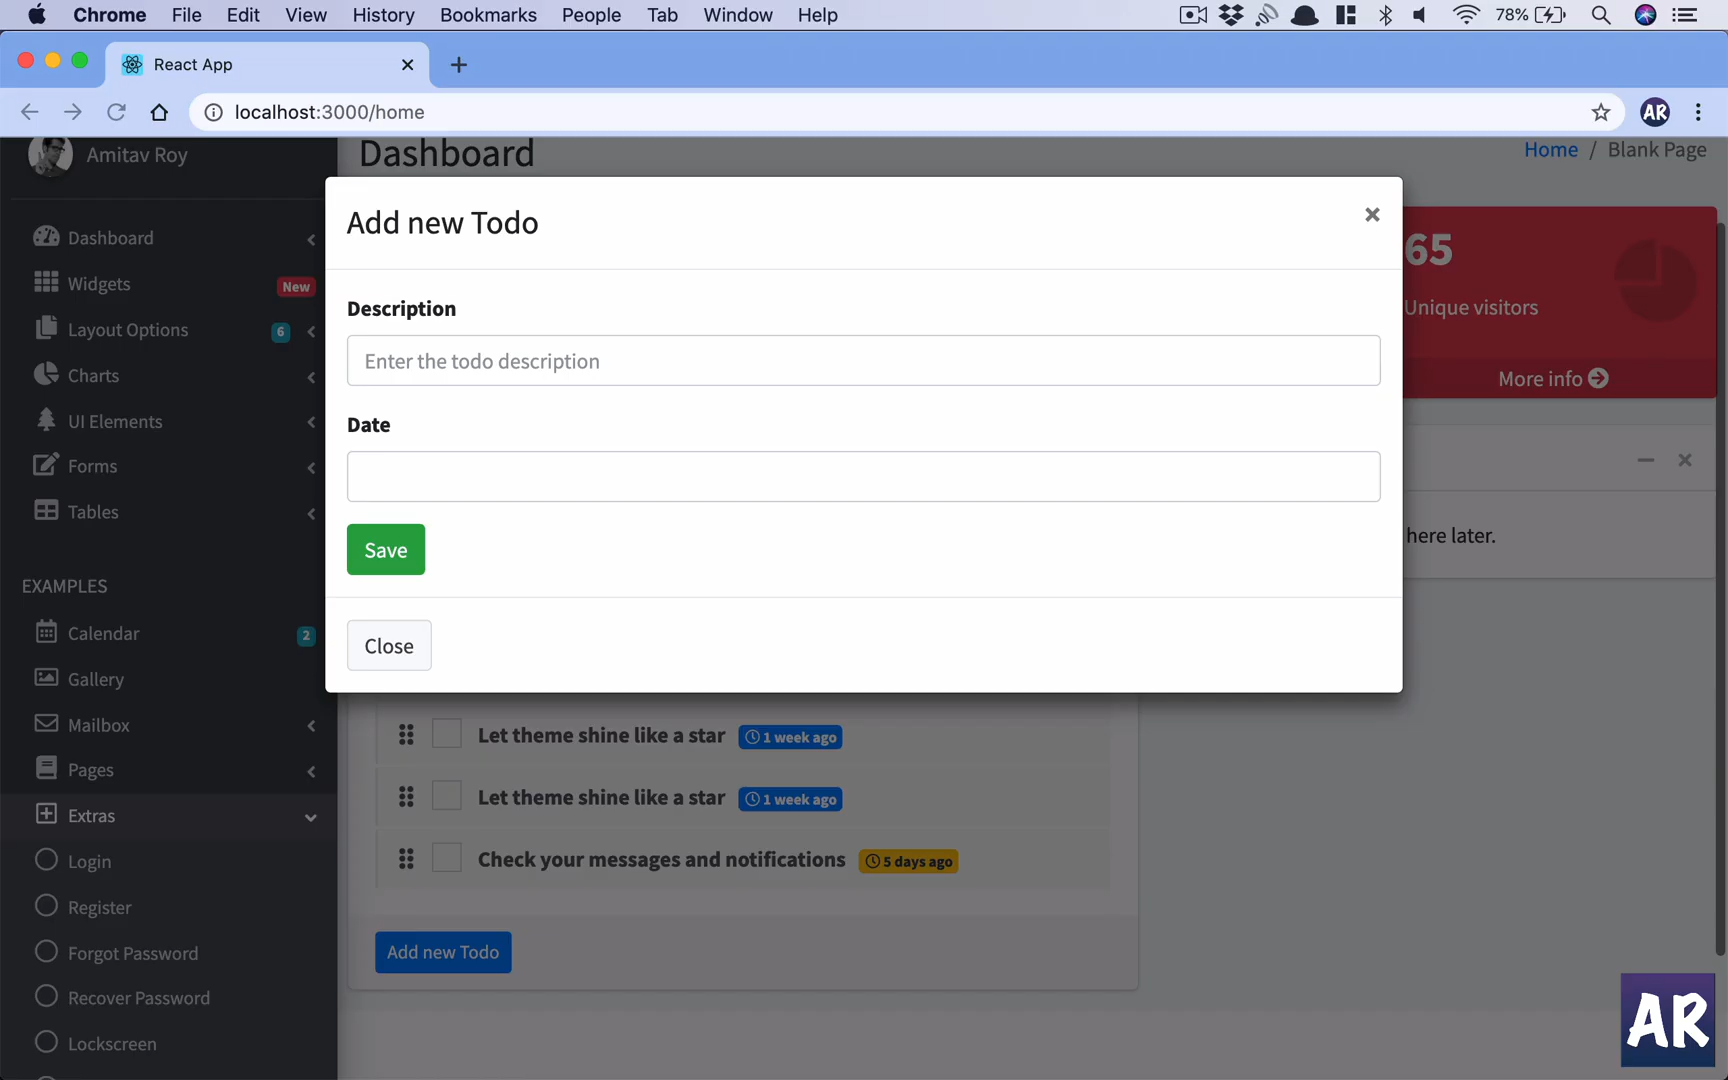 Chrome File Edit View History Bookmarks People Tab Window Help 78%
React App
localhost:3000/home
AR
Amitav Roy
Dashboard
Home / Blank Page
Dashboard
Widgets New
Layout Options 6
Charts
UI Elements
Forms
Tables
EXAMPLES
Calendar 2
Gallery
Mailbox
Pages
Extras
Login
Register
Forgot Password
Recover Password
Lockscreen
Add new Todo ×
Description
Enter the todo description
Date
Save
Close
65
Unique visitors
More info
here later.
Let theme shine like a star 1 week ago
Let theme shine like a star 1 week ago
Check your messages and notifications 5 days ago
Add new Todo
AR